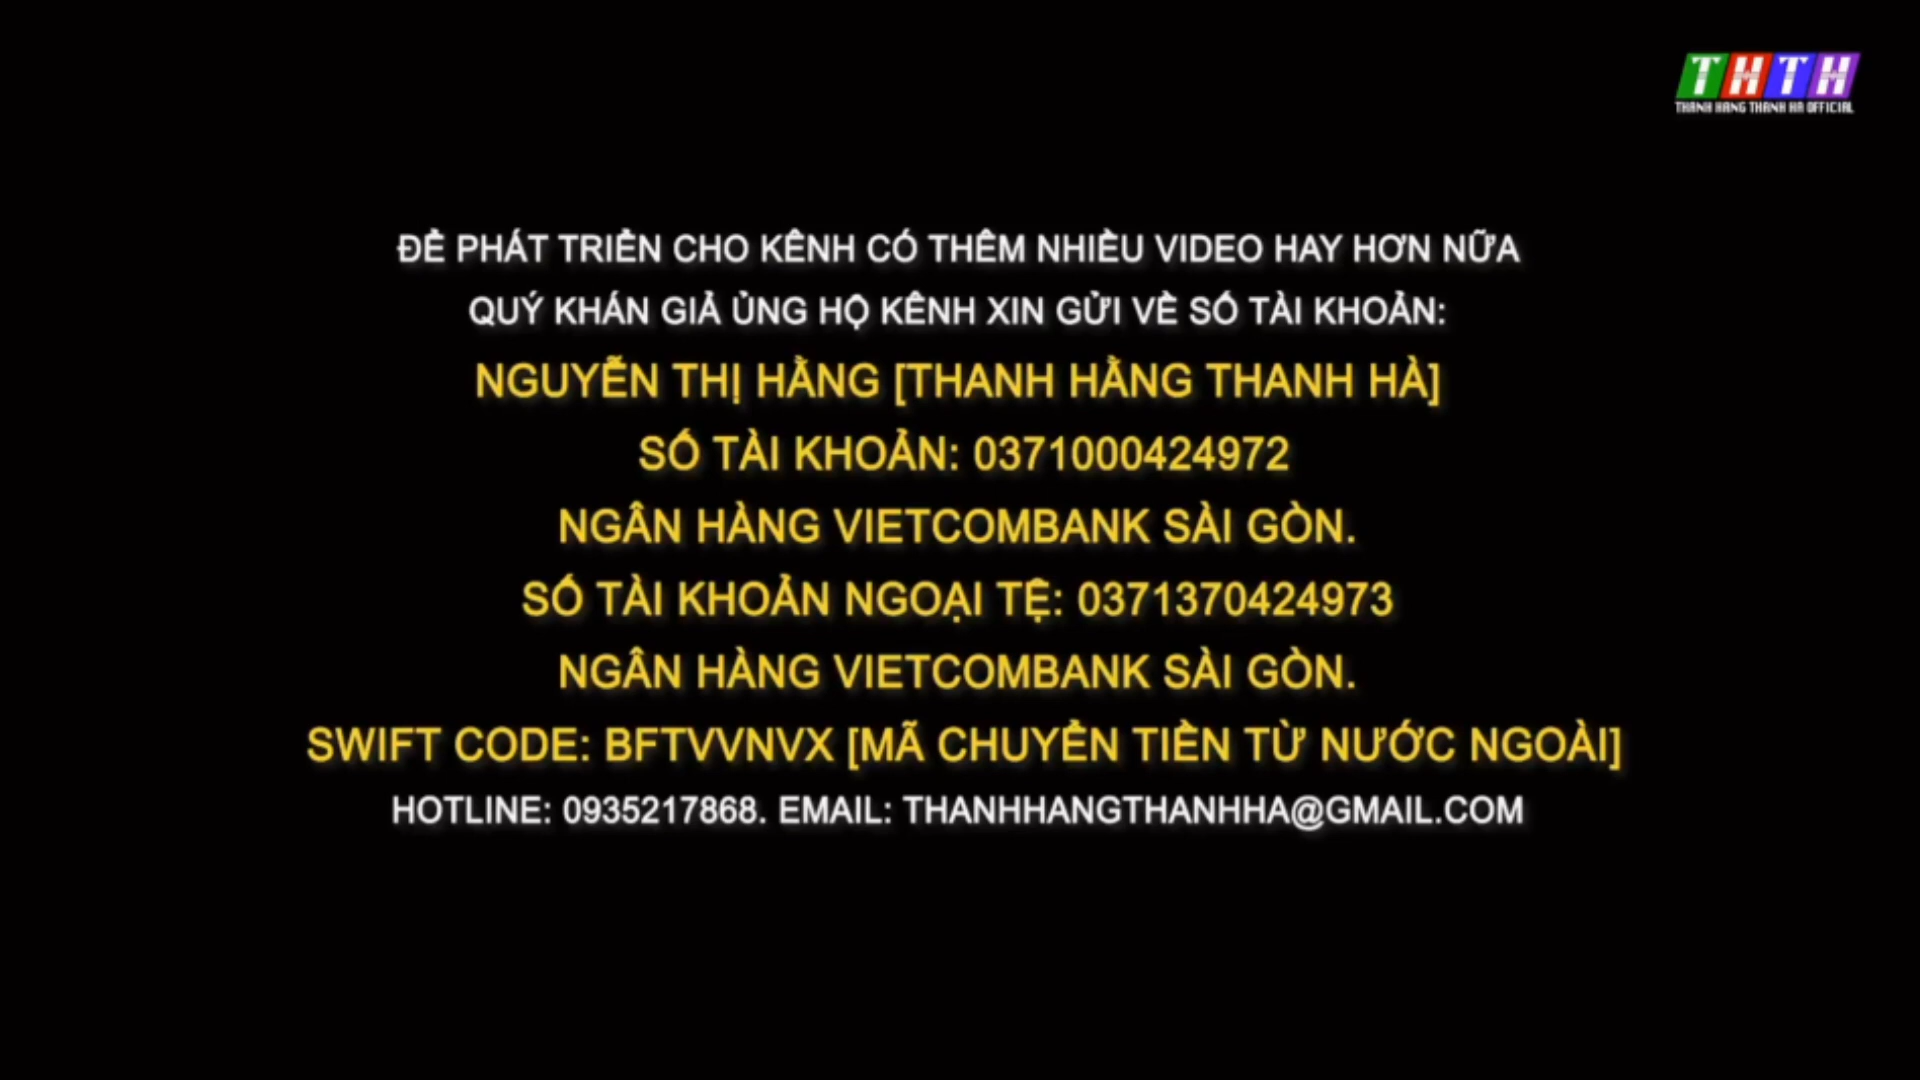 THTH
THANH HANG THANH HA OFFICIAL
ĐỂ PHÁT TRIỂN CHO KÊNH CÓ THÊM NHIỀU VIDEO HAY HƠN NỮA
QUÝ KHÁN GIẢ ỦNG HỘ KÊNH XIN GỬI VỀ SỐ TÀI KHOẢN:
NGUYỄN THỊ HẰNG [THANH HẰNG THANH HÀ]
SỐ TÀI KHOẢN: 0371000424972
NGÂN HÀNG VIETCOMBANK SÀI GÒN.
SỐ TÀI KHOẢN NGOẠI TỆ: 0371370424973
NGÂN HÀNG VIETCOMBANK SÀI GÒN.
SWIFT CODE: BFTVVNVX [MÃ CHUYỂN TIỀN TỪ NƯỚC NGOÀI]
HOTLINE: 0935217868. EMAIL: THANHHANGTHANHHA@GMAIL.COM